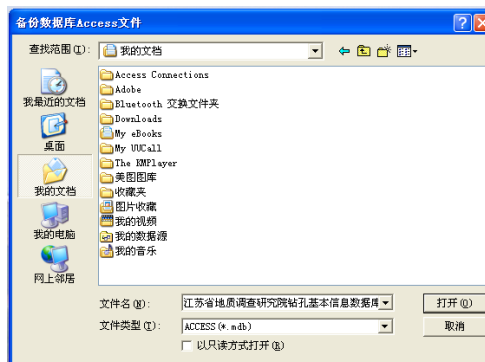 备份数据库Access文件
查找范围(I):
我的文档
我最近的文档
桌面
我的文档
我的电脑
网上邻居
Access Connections
Adobe
Bluetooth 交换文件夹
Downloads
My eBooks
My UUCall
The KMPlayer
美图图库
收藏夹
图片收藏
我的视频
我的数据源
我的音乐
文件名(N):
江苏省地质调查研究院钻孔基本信息数据库
打开(O)
文件类型(T):
ACCESS(*.mdb)
取消
以只读方式打开(R)